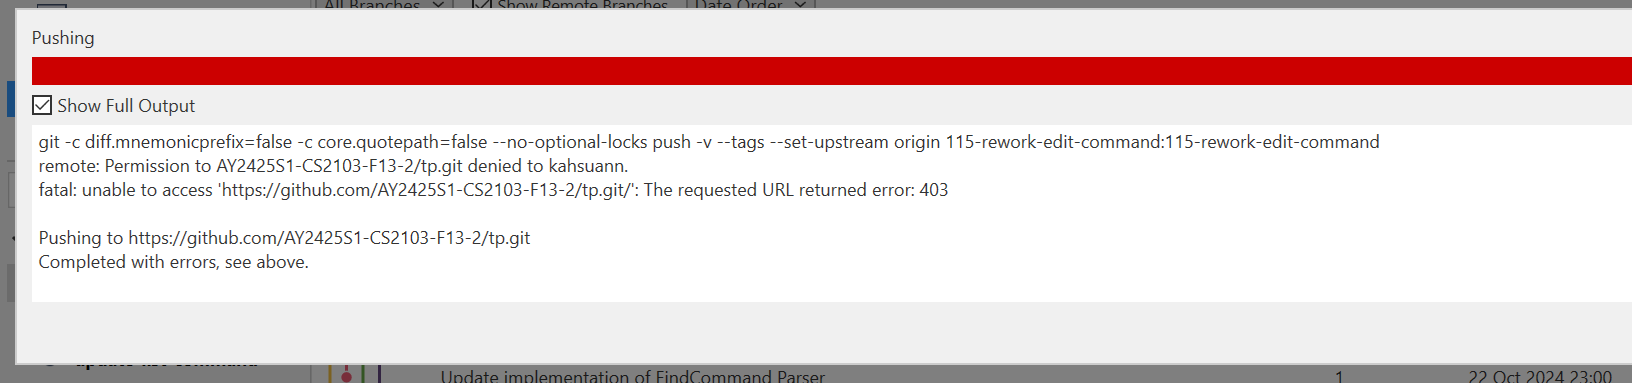 All Branches
Show Remote Branches
Date Order
Pushing
Show Full Output
git -c diff.mnemonicprefix=false -c core.quotepath=false --no-optional-locks push -v --tags --set-upstream origin 115-rework-edit-command:115-rework-edit-command
remote: Permission to AY2425S1-CS2103-F13-2/tp.git denied to kahsuann.
fatal: unable to access 'https://github.com/AY2425S1-CS2103-F13-2/tp.git/': The requested URL returned error: 403
Pushing to https://github.com/AY2425S1-CS2103-F13-2/tp.git
Completed with errors, see above.
Update implementation of FindCommand Parser
1
22 Oct 2024 23:00